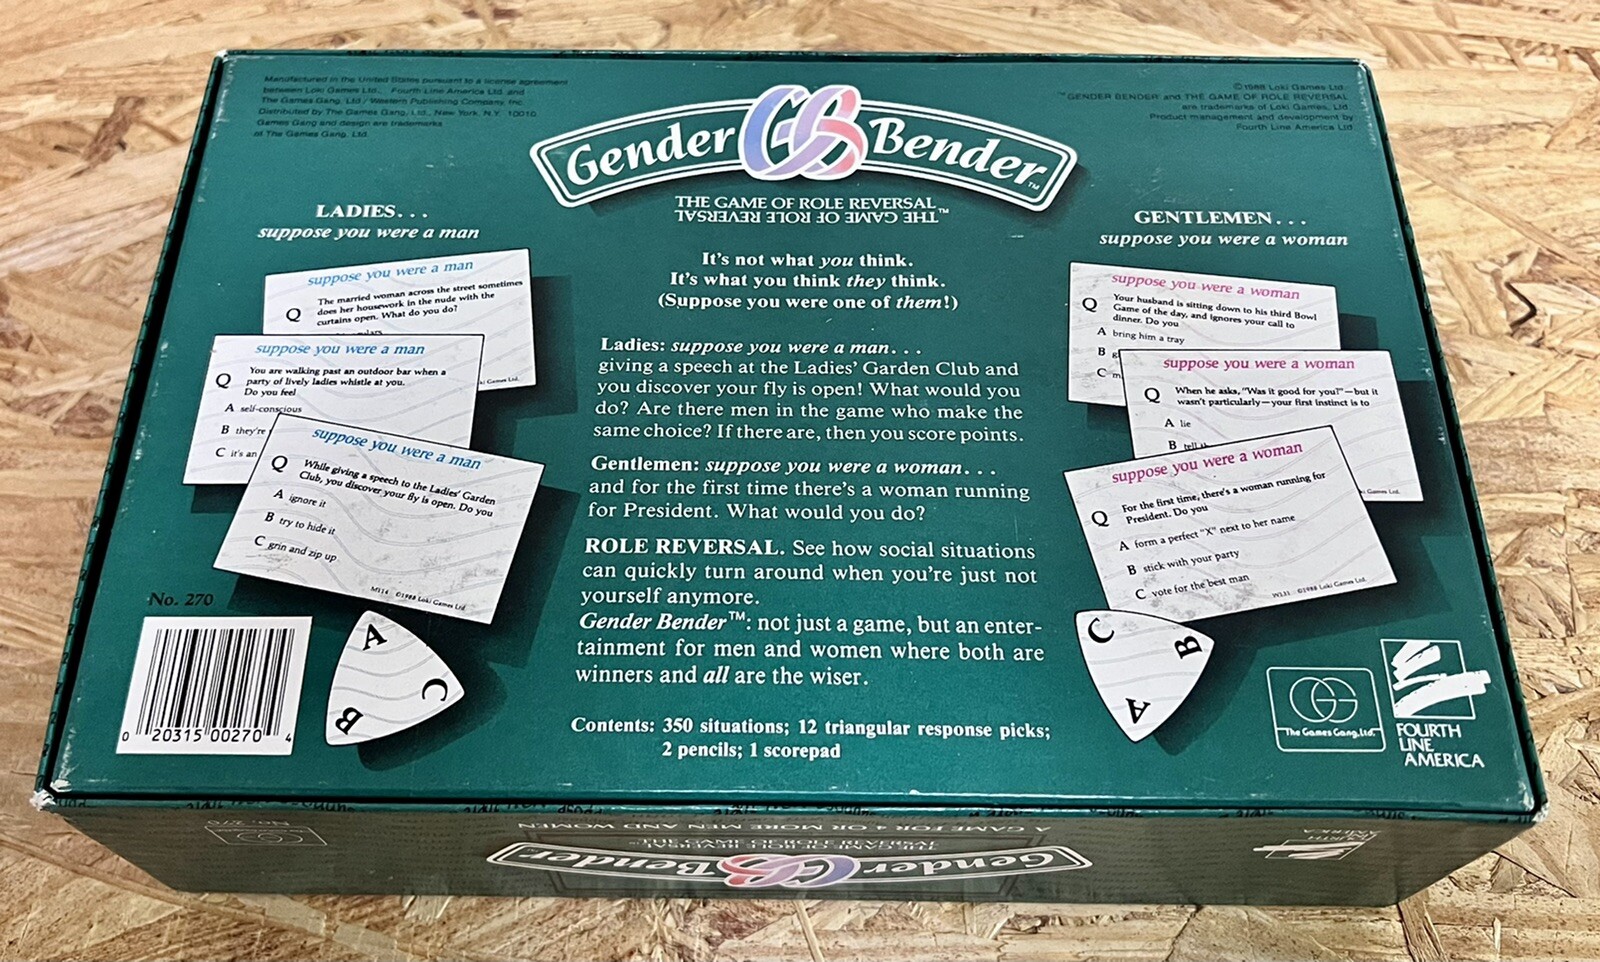 Manufactured in the United States pursuant to a license agreement
between Loki Games Ltd., Fourth Line America Ltd. and
The Games Gang, Ltd / Western Publishing Company, Inc.
Distributed by The Games Gang, Ltd., New York, N.Y. 10010
Games Gang and design are trademarks
of The Games Gang, Ltd.
©1988 Loki Games Ltd.
™GENDER BENDER and THE GAME OF ROLE REVERSAL
are trademarks of Loki Games, Ltd.
Product management and development by
Fourth Line America Ltd.
Gender GB Bender™
THE GAME OF ROLE REVERSAL™
THE GAME OF ROLE REVERSAL
LADIES...
suppose you were a man
suppose you were a man
Q The married woman across the street sometimes
does her housework in the nude with the
curtains open. What do you do?
Loki Games Ltd.
suppose you were a man
Q You are walking past an outdoor bar when a
party of lively ladies whistle at you.
Do you feel
A self-conscious
B they're
C it's an
suppose you were a man
Q While giving a speech to the Ladies' Garden
Club, you discover your fly is open. Do you
A ignore it
B try to hide it
C grin and zip up
M114 ©1988 Loki Games Ltd.
No. 270
0 20315 00270 4
A
B
C
It's not what you think.
It's what you think they think.
(Suppose you were one of them!)
Ladies: suppose you were a man...
giving a speech at the Ladies' Garden Club and
you discover your fly is open! What would you
do? Are there men in the game who make the
same choice? If there are, then you score points.
Gentlemen: suppose you were a woman...
and for the first time there's a woman running
for President. What would you do?
ROLE REVERSAL. See how social situations
can quickly turn around when you're just not
yourself anymore.
Gender Bender™: not just a game, but an enter-
tainment for men and women where both are
winners and all are the wiser.
Contents: 350 situations; 12 triangular response picks;
2 pencils; 1 scorepad
GENTLEMEN...
suppose you were a woman
suppose you were a woman
Q Your husband is sitting down to his third Bowl
Game of the day, and ignores your call to
dinner. Do you
A bring him a tray
B
C
suppose you were a woman
Q When he asks, "Was it good for you?"—but it
wasn't particularly—your first instinct is to
A lie
B tell
Loki Games Ltd.
suppose you were a woman
Q For the first time, there's a woman running for
President. Do you
A form a perfect "X" next to her name
B stick with your party
C vote for the best man
W131 ©1988 Loki Games Ltd.
C
B
A
GG
The Games Gang, Ltd.
FOURTH
LINE
AMERICA
No. 270
A GAME FOR 4 OR MORE MEN AND WOMEN
THE GAME OF ROLE REVERSAL™
Gender GB Bender